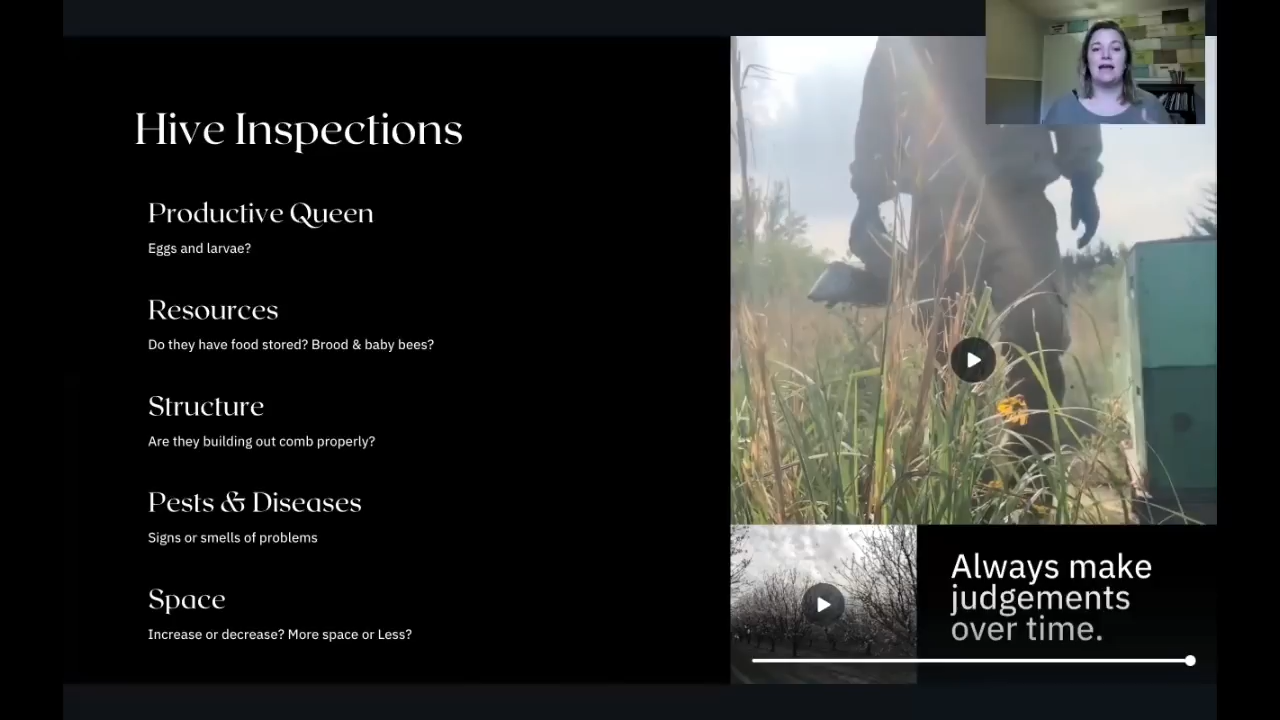 Hive Inspections
Productive Queen
Eggs and larvae?
Resources
Do they have food stored? Brood & baby bees?
Structure
Are they building out comb properly?
Pests & Diseases
Signs or smells of problems
Space
Increase or decrease? More space or Less?
Always make
judgements
over time.